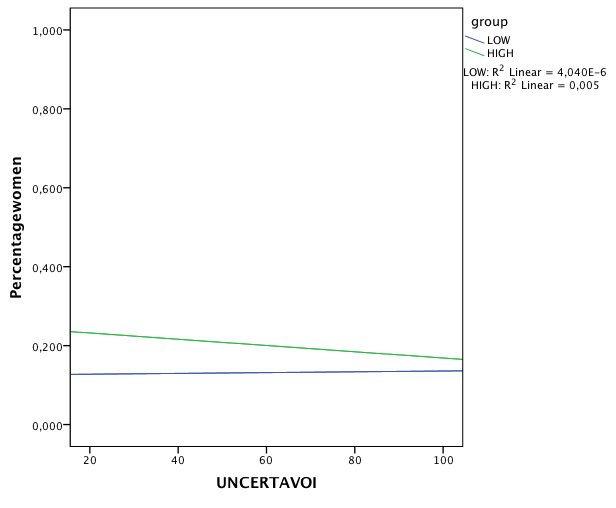 group
LOW
HIGH
LOW: R² Linear = 4,040E-6
HIGH: R² Linear = 0,005
1,000
0,800
0,600
0,400
0,200
0,000
Percentagewomen
20 40 60 80 100
UNCERTAVOI